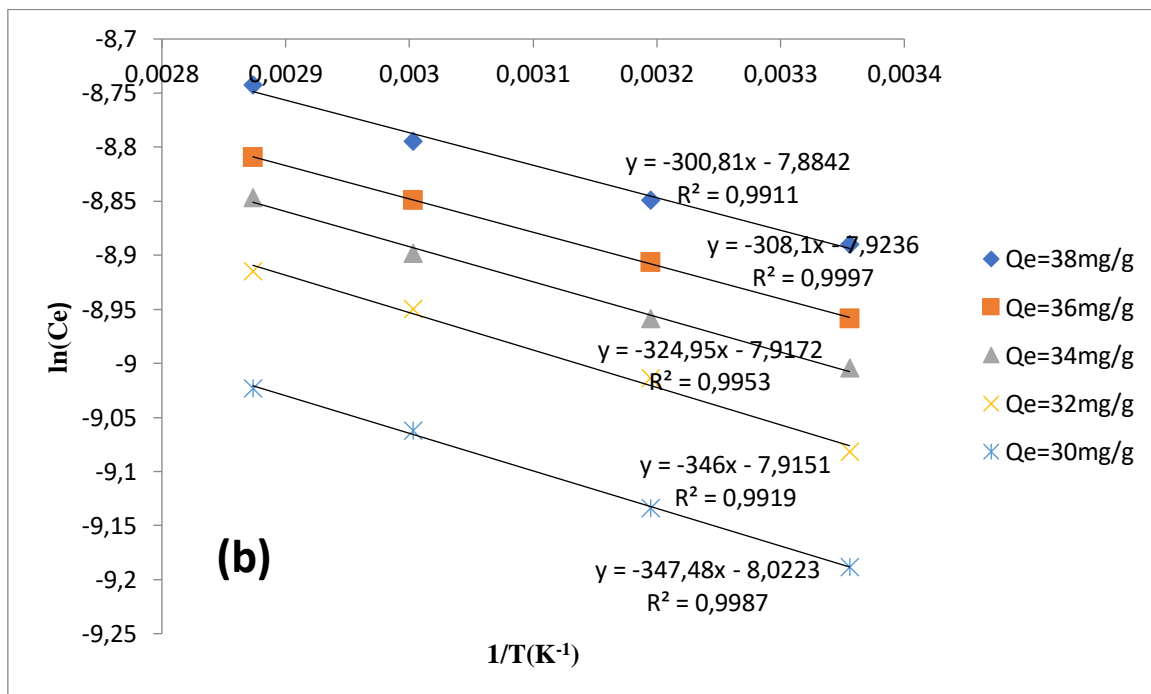 -8,7
-8,75
-8,8
-8,85
-8,9
-8,95
-9
-9,05
-9,1
-9,15
-9,2
-9,25
0,0028
0,0029
0,003
0,0031
0,0032
0,0033
0,0034
ln(Ce)
1/T(K⁻¹)
y = -300,81x - 7,8842
R² = 0,9911
y = -308,1x - 7,9236
R² = 0,9997
y = -324,95x - 7,9172
R² = 0,9953
y = -346x - 7,9151
R² = 0,9919
y = -347,48x - 8,0223
R² = 0,9987
(b)
Qe=38mg/g
Qe=36mg/g
Qe=34mg/g
Qe=32mg/g
Qe=30mg/g